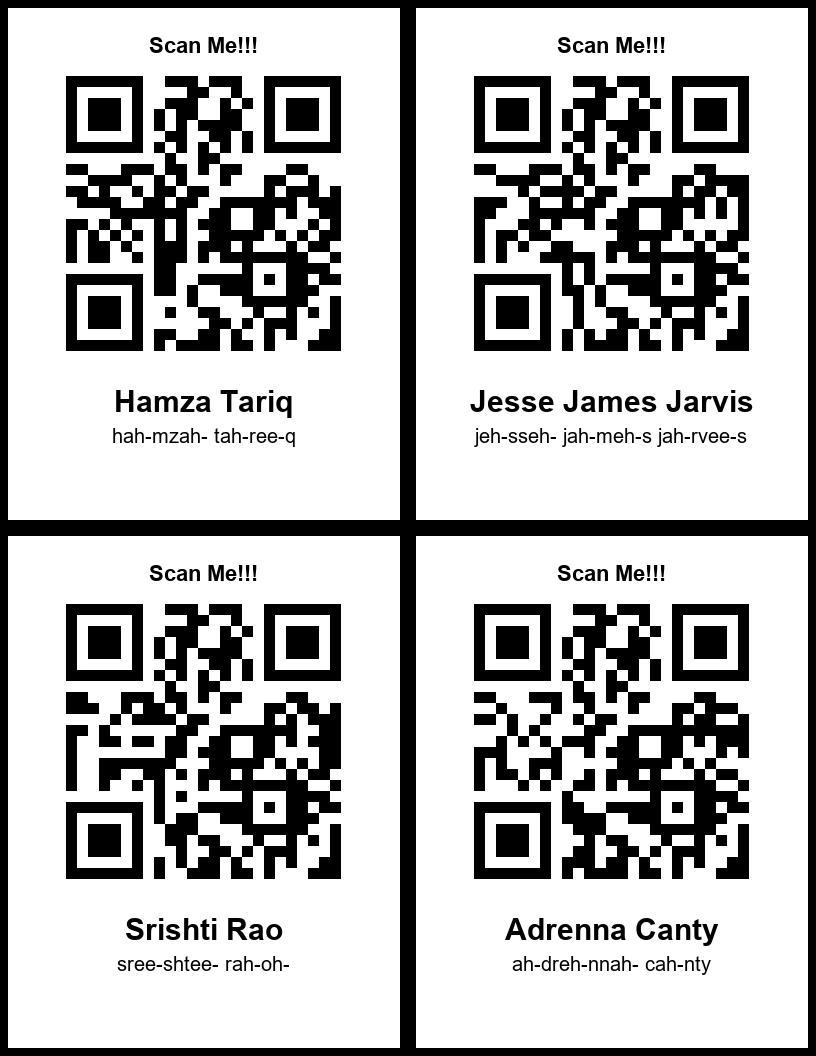 Scan Me!!!
Hamza Tariq
hah-mzah- tah-ree-q
Scan Me!!!
Jesse James Jarvis
jeh-sseh- jah-meh-s jah-rvee-s
Scan Me!!!
Srishti Rao
sree-shtee- rah-oh-
Scan Me!!!
Adrenna Canty
ah-dreh-nnah- cah-nty